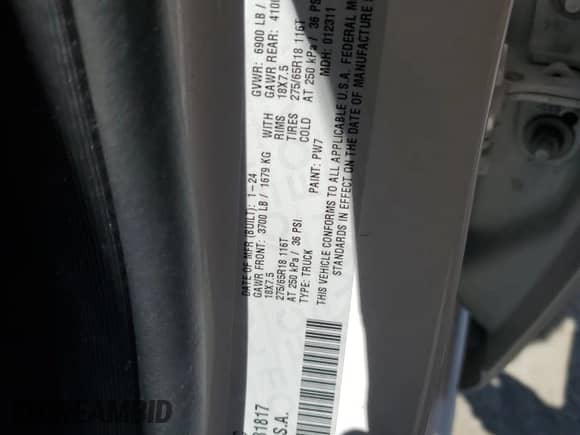 DATE OF MFR (BUILT): 1-24 GVWR: 6900 LB /
GAWR FRONT: 3700 LB / 1679 KG WITH GAWR REAR: 4100
18X7.5 RIMS 18X7.5
275/65R18 116T TIRES 275/65R18 116T
AT 250 kPa / 36 PSI COLD AT 250 kPa / 36 PSI
TYPE: TRUCK PAINT: PW7 MDH: 012311
THIS VEHICLE CONFORMS TO ALL APPLICABLE U.S.A. FEDERAL
STANDARDS IN EFFECT ON THE DATE OF MANUFACTURE
31817
S.A.